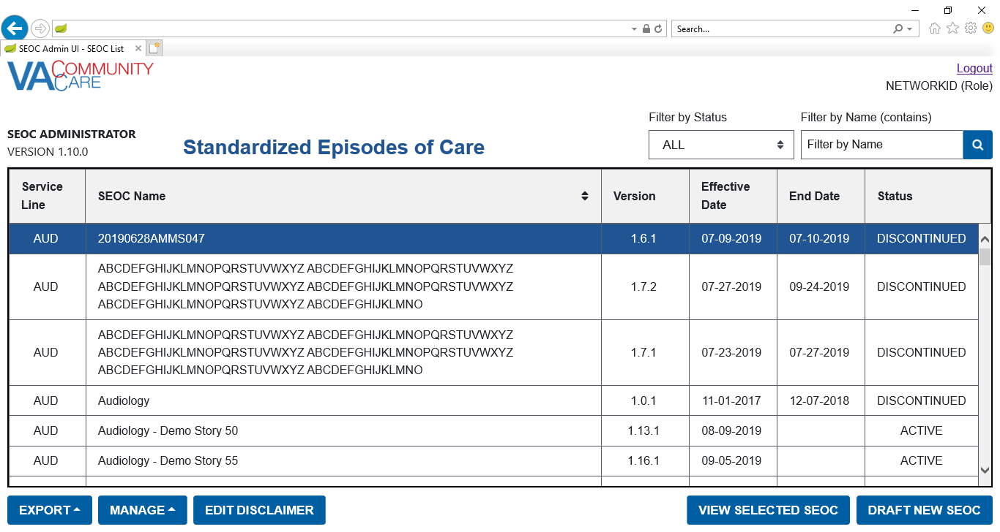 Search...
SEOC Admin UI - SEOC List
VA COMMUNITY CARE
Logout
NETWORKID (Role)
SEOC ADMINISTRATOR
VERSION 1.10.0
Standardized Episodes of Care
Filter by Status
ALL
Filter by Name (contains)
Filter by Name
Service Line SEOC Name Version Effective Date End Date Status
AUD 20190628AMMS047 1.6.1 07-09-2019 07-10-2019 DISCONTINUED
ABCDEFGHIJKLMNOPQRSTUVWXYZ ABCDEFGHIJKLMNOPQRSTUVWXYZ
AUD ABCDEFGHIJKLMNOPQRSTUVWXYZ ABCDEFGHIJKLMNOPQRSTUVWXYZ 1.7.2 07-27-2019 09-24-2019 DISCONTINUED
ABCDEFGHIJKLMNOPQRSTUVWXYZ ABCDEFGHIJKLMNO
ABCDEFGHIJKLMNOPQRSTUVWXYZ ABCDEFGHIJKLMNOPQRSTUVWXYZ
AUD ABCDEFGHIJKLMNOPQRSTUVWXYZ ABCDEFGHIJKLMNOPQRSTUVWXYZ 1.7.1 07-23-2019 07-27-2019 DISCONTINUED
ABCDEFGHIJKLMNOPQRSTUVWXYZ ABCDEFGHIJKLMNO
AUD Audiology 1.0.1 11-01-2017 12-07-2018 DISCONTINUED
AUD Audiology - Demo Story 50 1.13.1 08-09-2019 ACTIVE
AUD Audiology - Demo Story 55 1.16.1 09-05-2019 ACTIVE
EXPORT MANAGE EDIT DISCLAIMER VIEW SELECTED SEOC DRAFT NEW SEOC